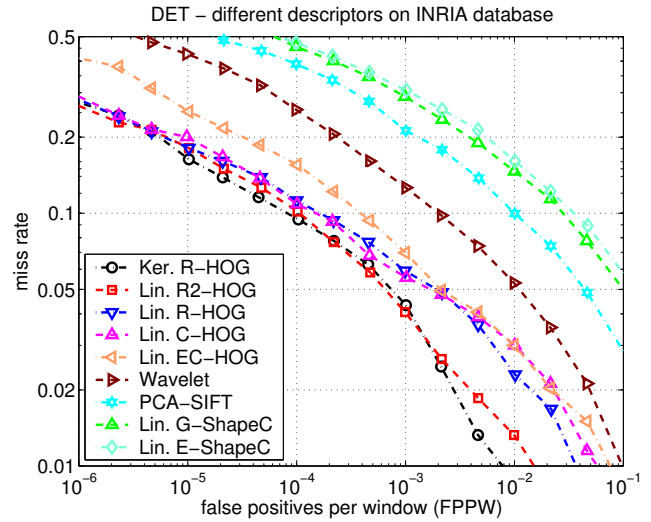 DET − different descriptors on INRIA database
miss rate
0.5
0.2
0.1
0.05
0.02
0.01
Ker. R−HOG
Lin. R2−HOG
Lin. R−HOG
Lin. C−HOG
Lin. EC−HOG
Wavelet
PCA−SIFT
Lin. G−ShapeC
Lin. E−ShapeC
10⁻⁶ 10⁻⁵ 10⁻⁴ 10⁻³ 10⁻² 10⁻¹
false positives per window (FPPW)